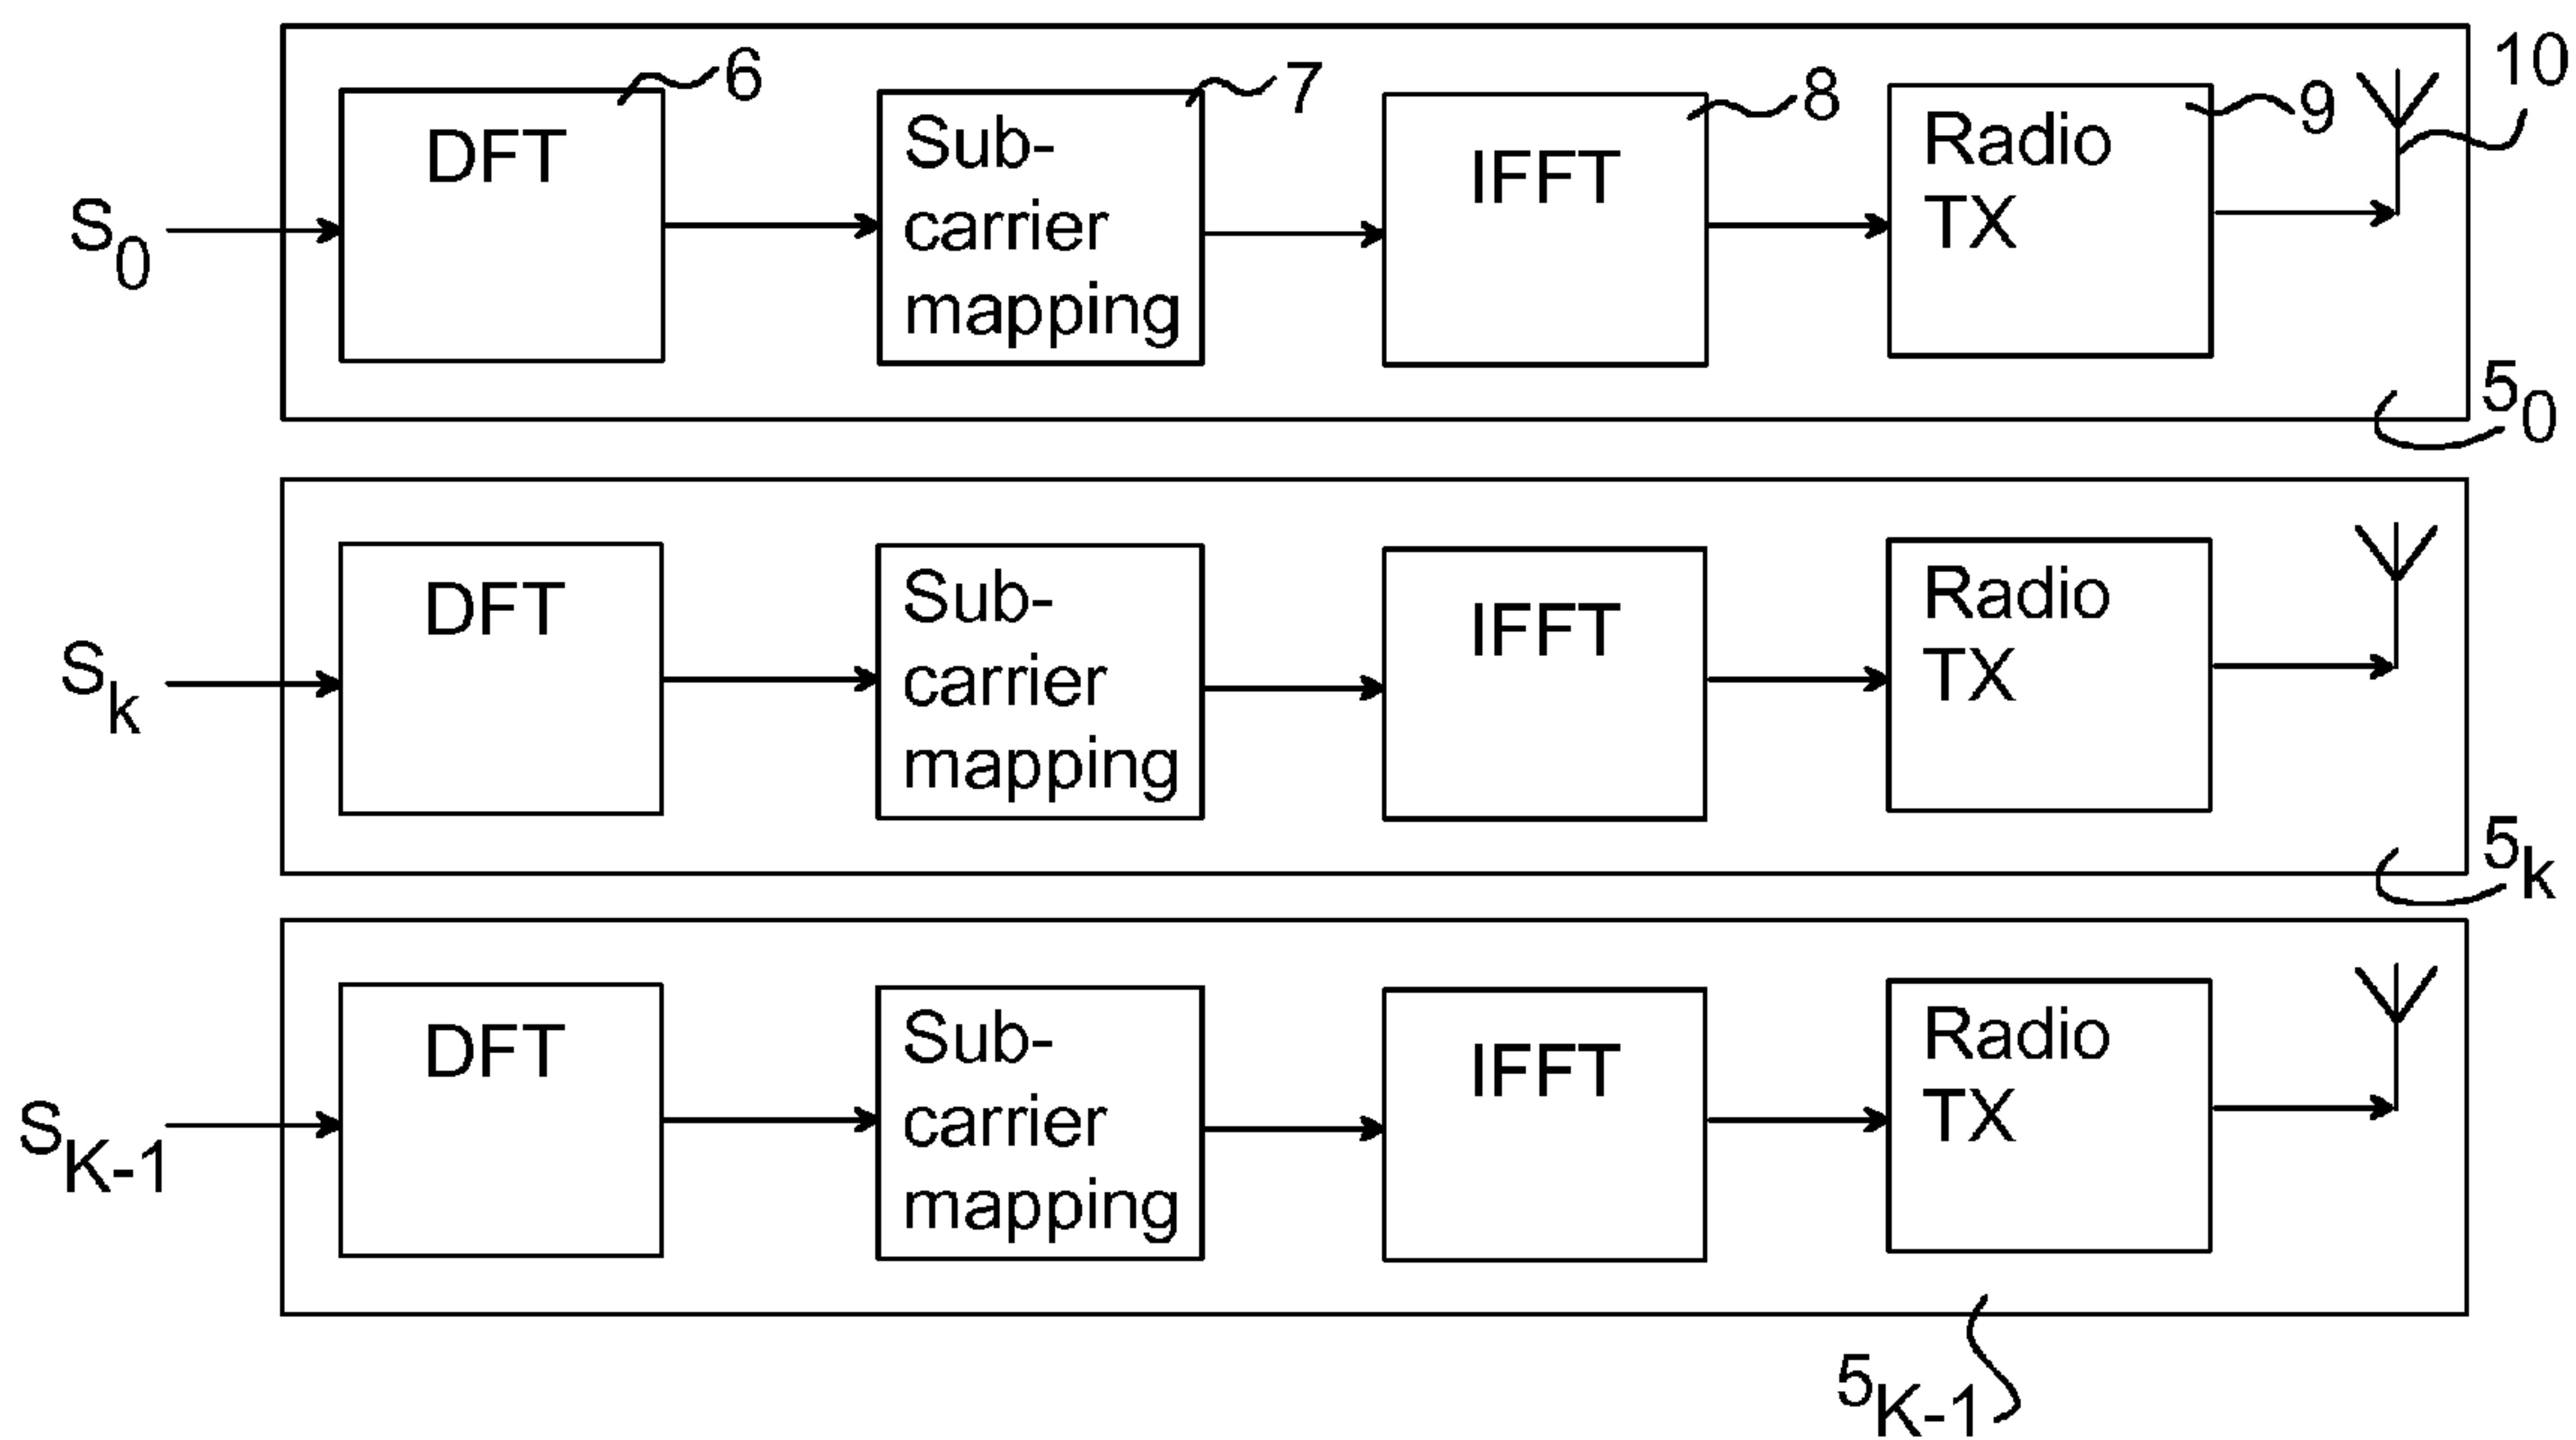 6
7
8
9
10
DFT
Sub-
carrier
mapping
IFFT
Radio
TX
S0
50
DFT
Sub-
carrier
mapping
IFFT
Radio
TX
Sk
5k
DFT
Sub-
carrier
mapping
IFFT
Radio
TX
SK-1
5K-1